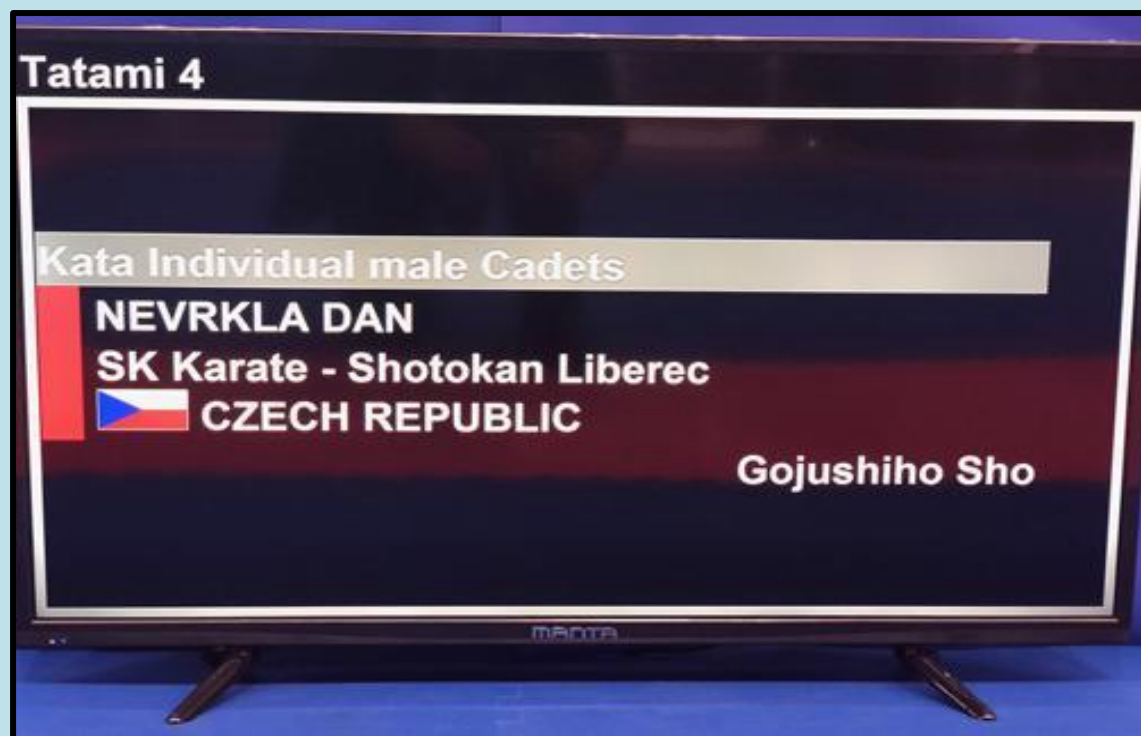 Tatami 4
Kata Individual male Cadets
NEVRKLA DAN
SK Karate - Shotokan Liberec
CZECH REPUBLIC
Gojushiho Sho
MANTA